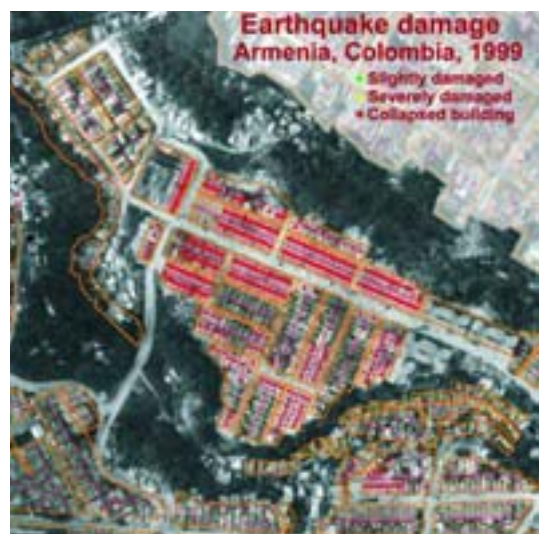 Earthquake damage
Armenia, Colombia, 1999
Slightly damaged
Severely damaged
Collapsed building